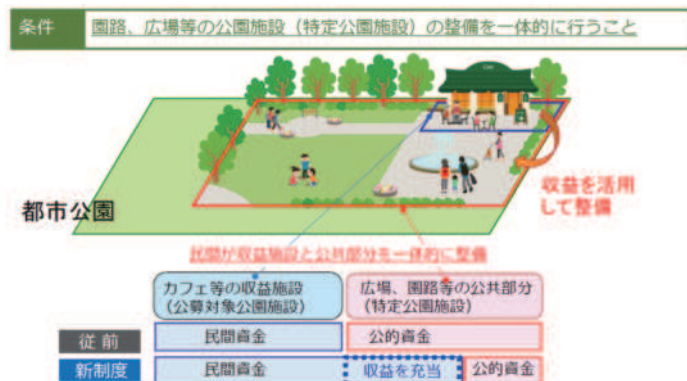 条件 園路、広場等の公園施設（特定公園施設）の整備を一体的に行うこと
都市公園
収益を活用
して整備
民間が収益施設と公共部分を一体的に整備
カフェ等の収益施設
（公募対象公園施設）
広場、園路等の公共部分
（特定公園施設）
従前 民間資金 公的資金
新制度 民間資金 収益を充当 公的資金